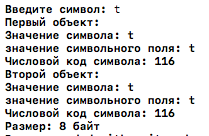 Введите символ: t
Первый объект:
Значение символа: t
значение символьного поля: t
Числовой код символа: 116
Второй объект:
Значение символа: t
значение символьного поля: t
Числовой код символа: 116
Размер: 8 байт